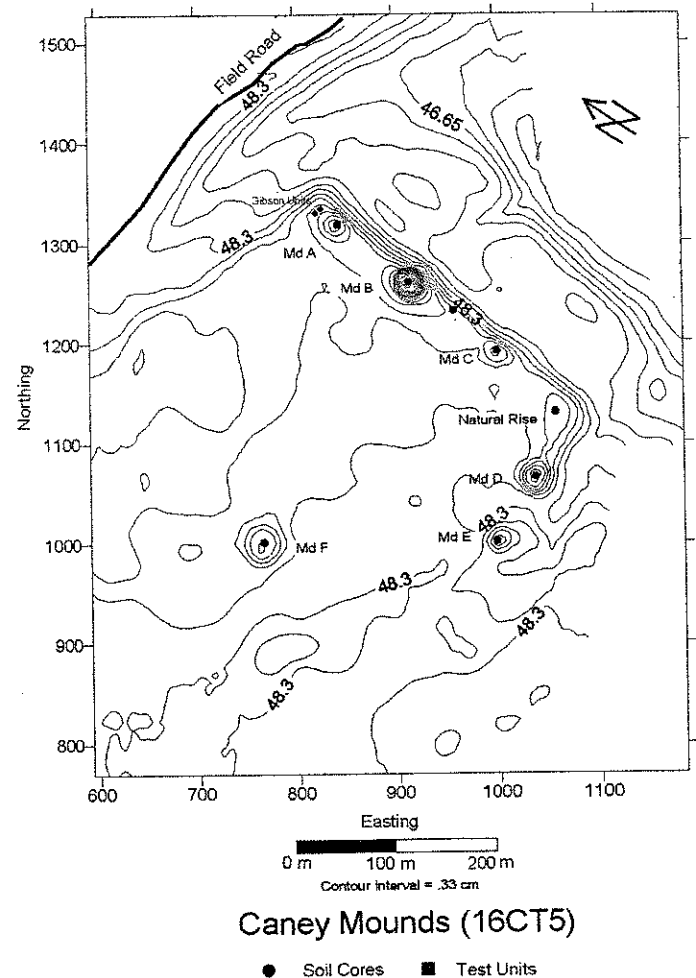 1500
Field Road
48.3
46.65
1400
Gibson Units
1300
48.3
Md A
Md B
48.3
1200
Md C
Northing
Natural Rise
1100
Md D
48.3
Md E
1000
Md F
48.3
48.3
900
48.3
800
600 700 800 900 1000 1100
Easting
0 m 100 m 200 m
Contour Interval = .33 cm
Caney Mounds (16CT5)
Soil Cores Test Units
N